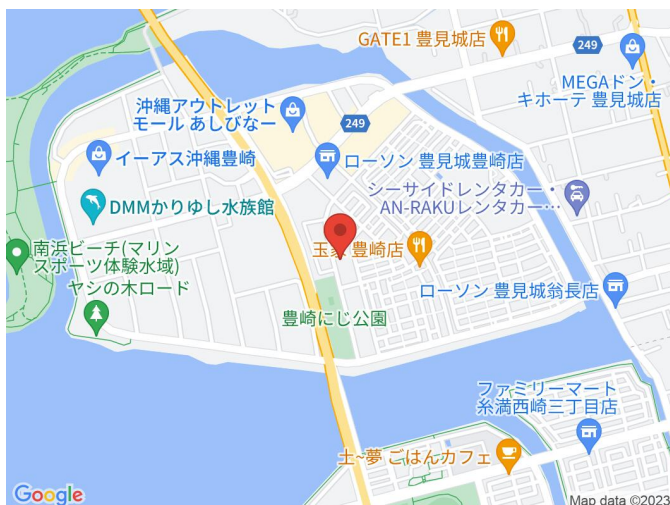 GATE1 豊見城店
249
MEGAドン・
キホーテ 豊見城店
沖縄アウトレット
モール あしびなー
249
イーアス沖縄豊崎
ローソン 豊見城豊崎店
シーサイドレンタカー・
AN-RAKUレンタカー…
DMMかりゆし水族館
南浜ビーチ(マリン
スポーツ体験水域)
玉家 豊崎店
ヤシの木ロード
ローソン 豊見城翁長店
豊崎にじ公園
ファミリーマート
糸満西崎三丁目店
土~夢 ごはんカフェ
Google
Map data ©2023